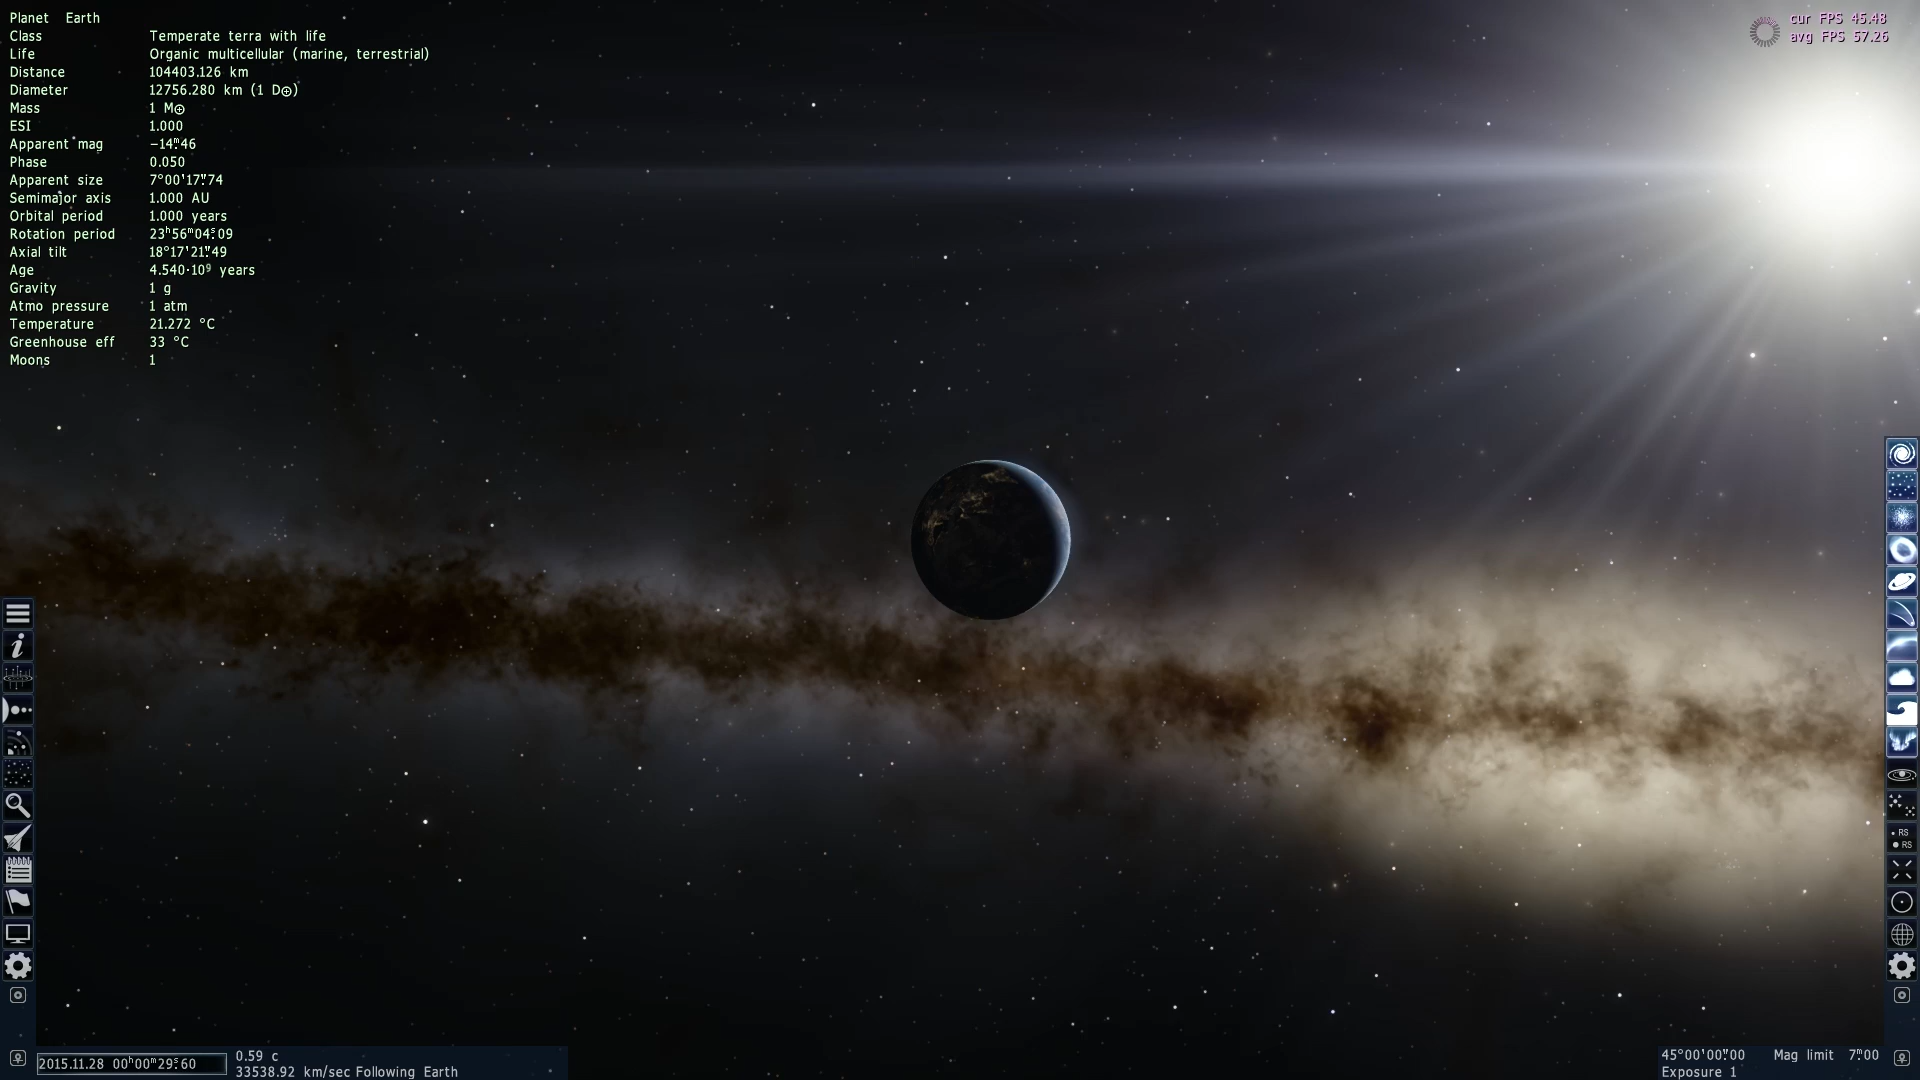 Planet Earth
Class Temperate terra with life
Life Organic multicellular (marine, terrestrial)
Distance 104403.126 km
Diameter 12756.280 km (1 D⊕)
Mass 1 M⊕
ESI 1.000
Apparent mag −14ᵐ.46
Phase 0.050
Apparent size 7°00'17".74
Semimajor axis 1.000 AU
Orbital period 1.000 years
Rotation period 23ʰ56ᵐ04ˢ.09
Axial tilt 18°17'21".49
Age 4.540·10⁹ years
Gravity 1 g
Atmo pressure 1 atm
Temperature 21.272 °C
Greenhouse eff 33 °C
Moons 1
cur FPS 45.48
avg FPS 57.26
RS
RS
2015.11.28 00ʰ00ᵐ29ˢ.60
0.59 c
33538.92 km/sec Following Earth
45°00'00".00 Mag limit 7ᵐ.00
Exposure 1